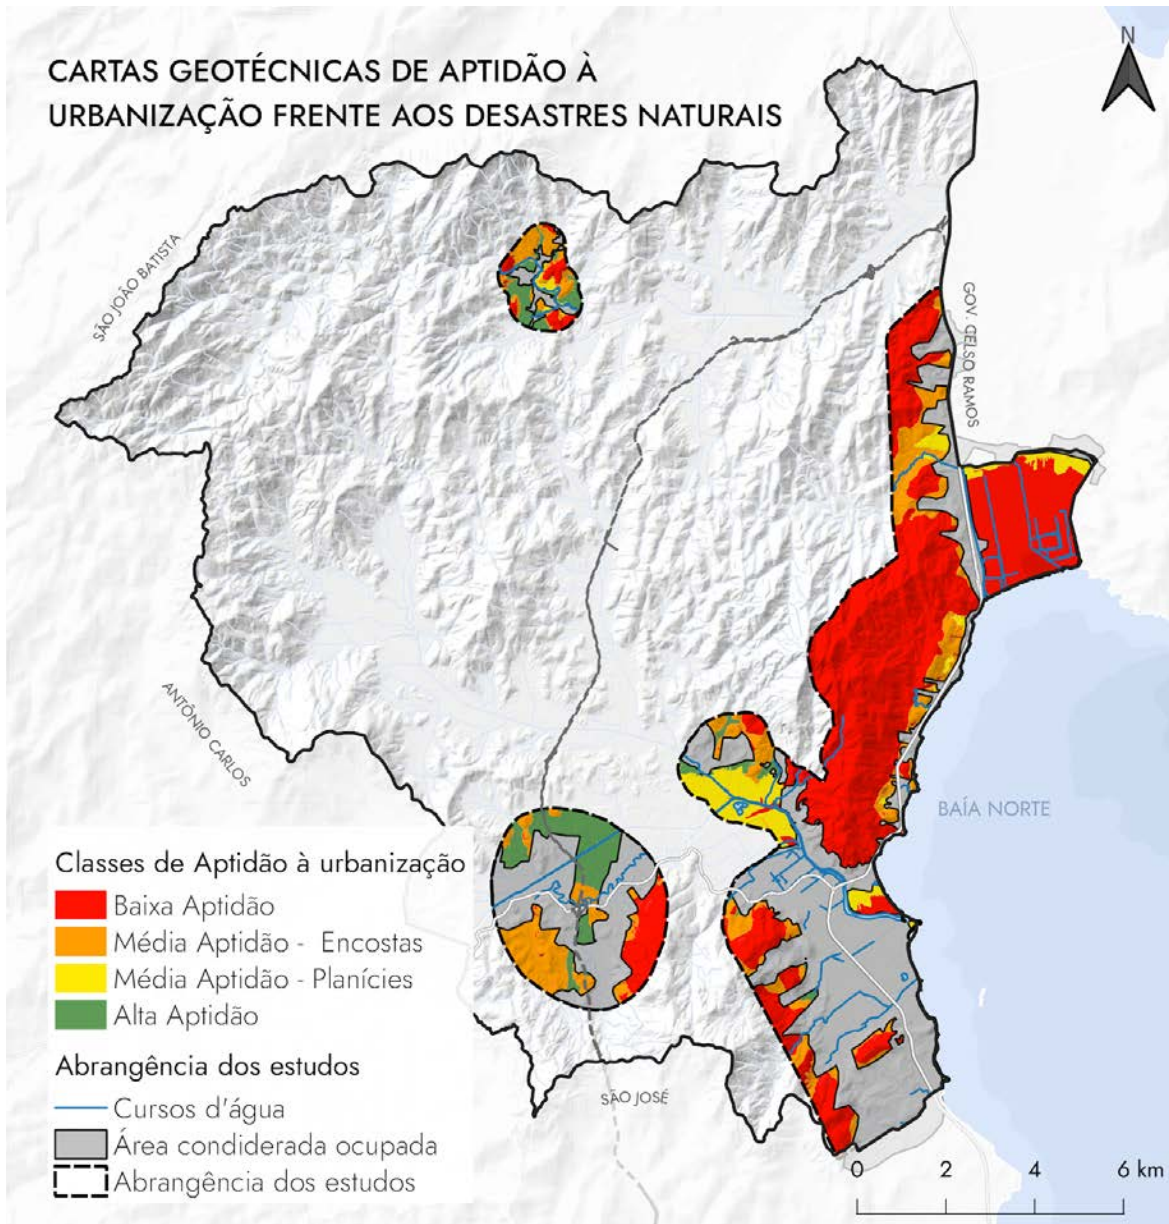 CARTAS GEOTÉCNICAS DE APTIDÃO À
URBANIZAÇÃO FRENTE AOS DESASTRES NATURAIS
N
SÃO JOÃO BATISTA
GOV. CELSO RAMOS
ANTÔNIO CARLOS
BAÍA NORTE
SÃO JOSÉ
Classes de Aptidão à urbanização
Baixa Aptidão
Média Aptidão - Encostas
Média Aptidão - Planícies
Alta Aptidão
Abrangência dos estudos
Cursos d'água
Área condiderada ocupada
Abrangência dos estudos
0 2 4 6 km